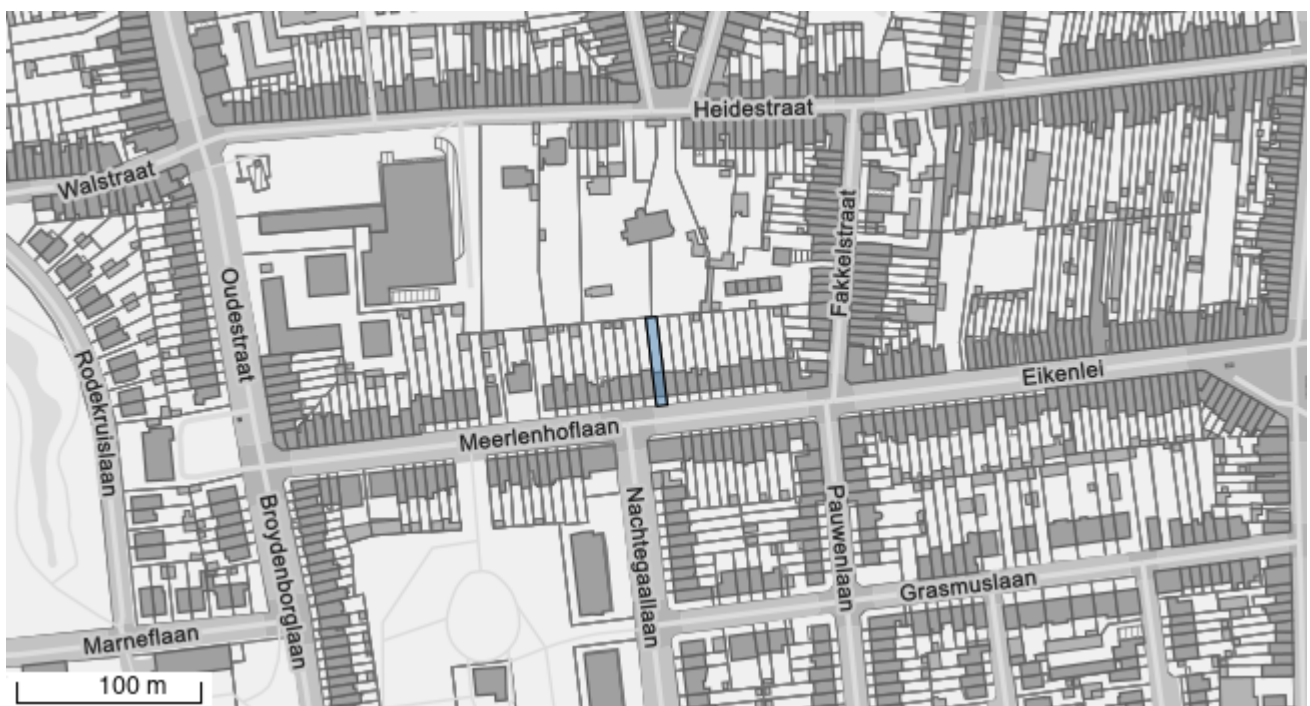 Heidestraat
Walstraat
Fakkelstraat
Oudestraat
Rodekruislaan
Eikenlei
Meerlenhoflaan
Nachtegaallaan
Pauwenlaan
Broydenborglaan
Grasmuslaan
Marneflaan
100 m